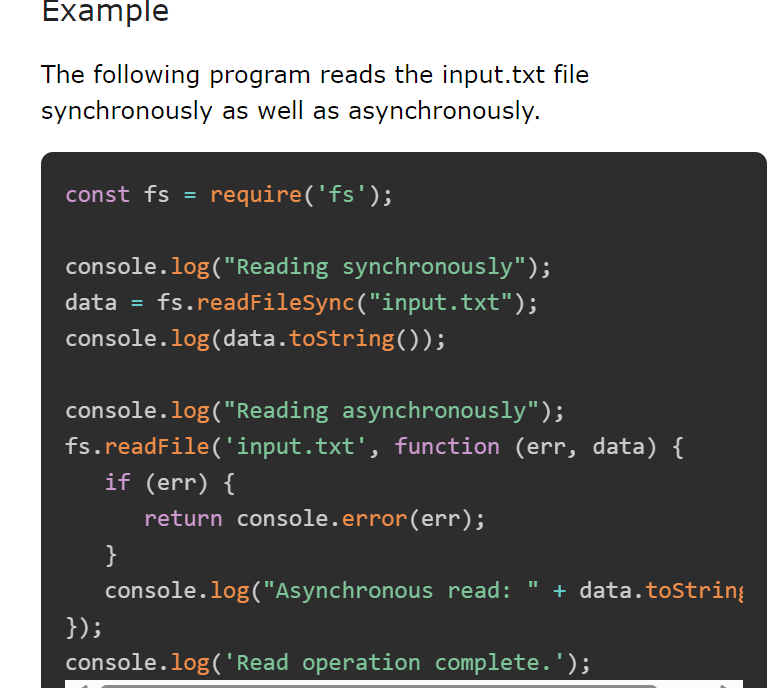 Example
The following program reads the input.txt file
synchronously as well as asynchronously.
const fs = require('fs');
console.log("Reading synchronously");
data = fs.readFileSync("input.txt");
console.log(data.toString());
console.log("Reading asynchronously");
fs.readFile('input.txt', function (err, data) {
   if (err) {
      return console.error(err);
   }
   console.log("Asynchronous read: " + data.toString
});
console.log('Read operation complete.');